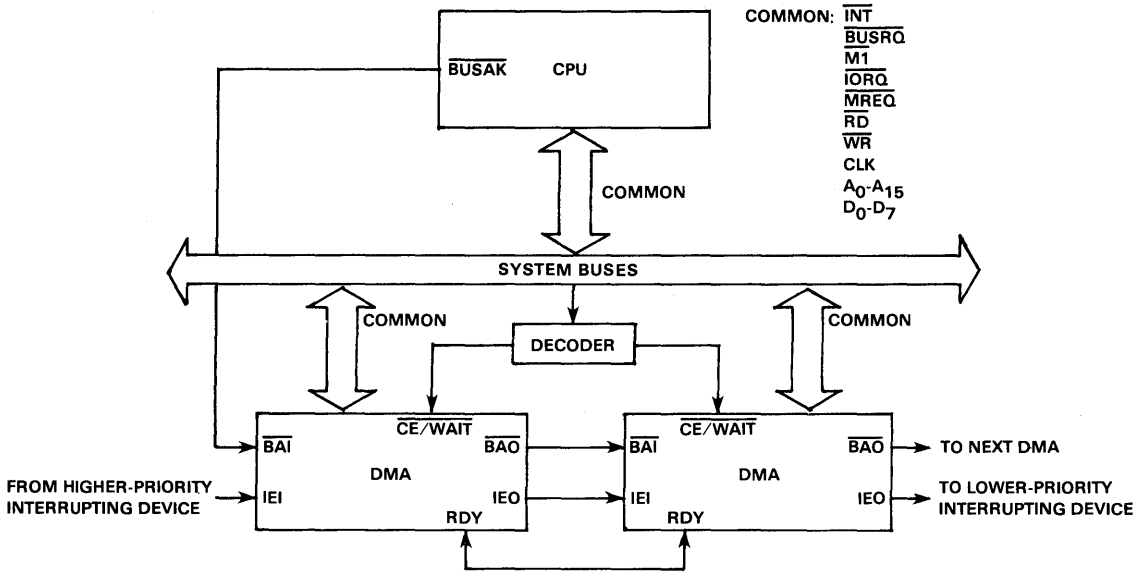 COMMON: INT
BUSRQ
M1
IORQ
MREQ
RD
WR
CLK
A0-A15
D0-D7
BUSAK CPU
COMMON
SYSTEM BUSES
COMMON
COMMON
DECODER
CE/WAIT
CE/WAIT
BAI
BAO
BAI
BAO
TO NEXT DMA
DMA
DMA
FROM HIGHER-PRIORITY
INTERRUPTING DEVICE
IEI
IEO
IEI
IEO
TO LOWER-PRIORITY
INTERRUPTING DEVICE
RDY
RDY